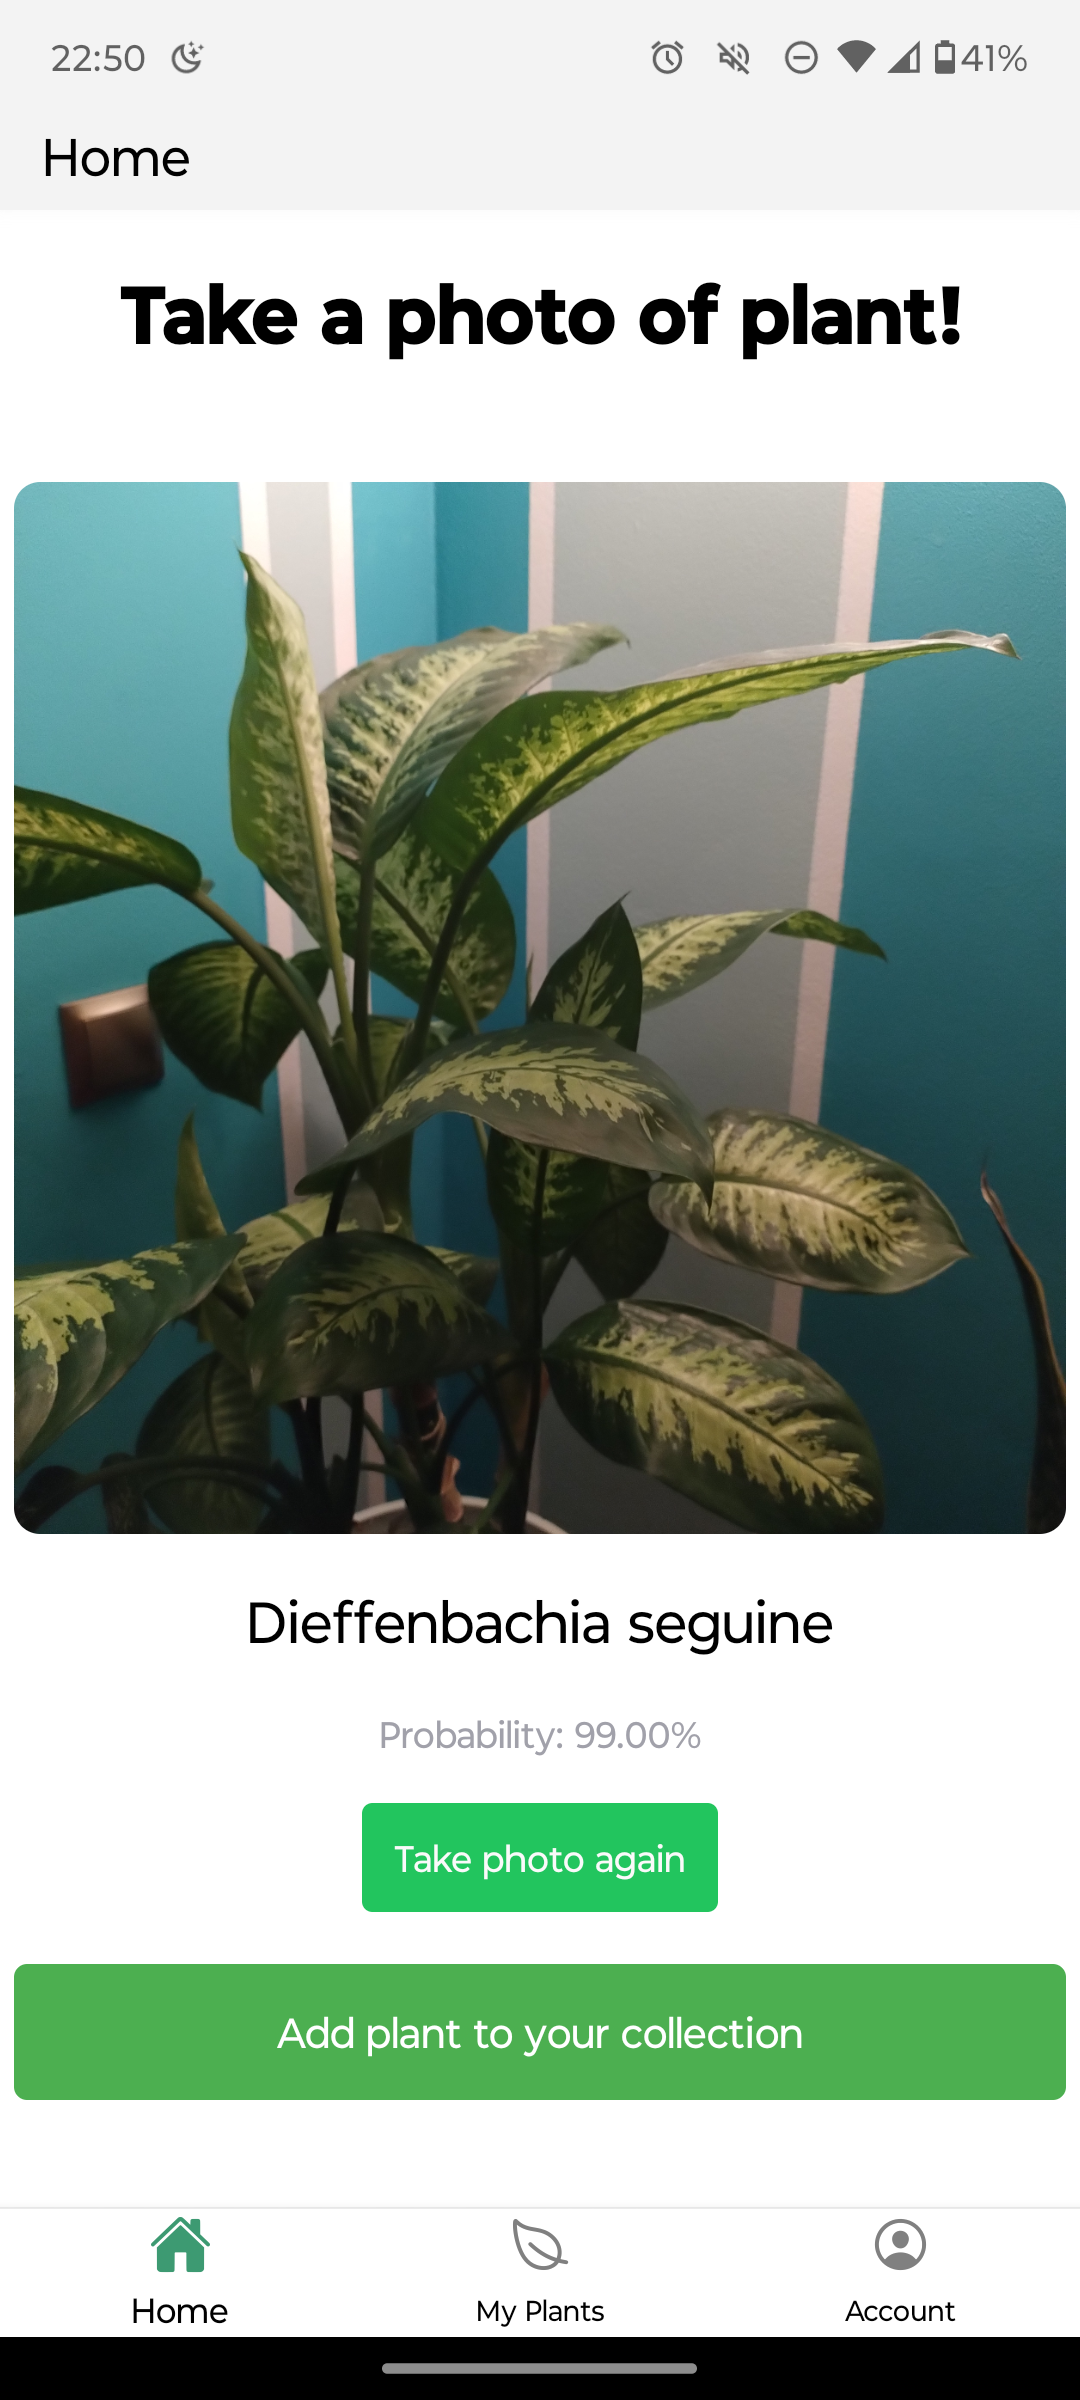 22:50
41%
Home
Take a photo of plant!
Dieffenbachia seguine
Probability: 99.00%
Take photo again
Add plant to your collection
Home
My Plants
Account